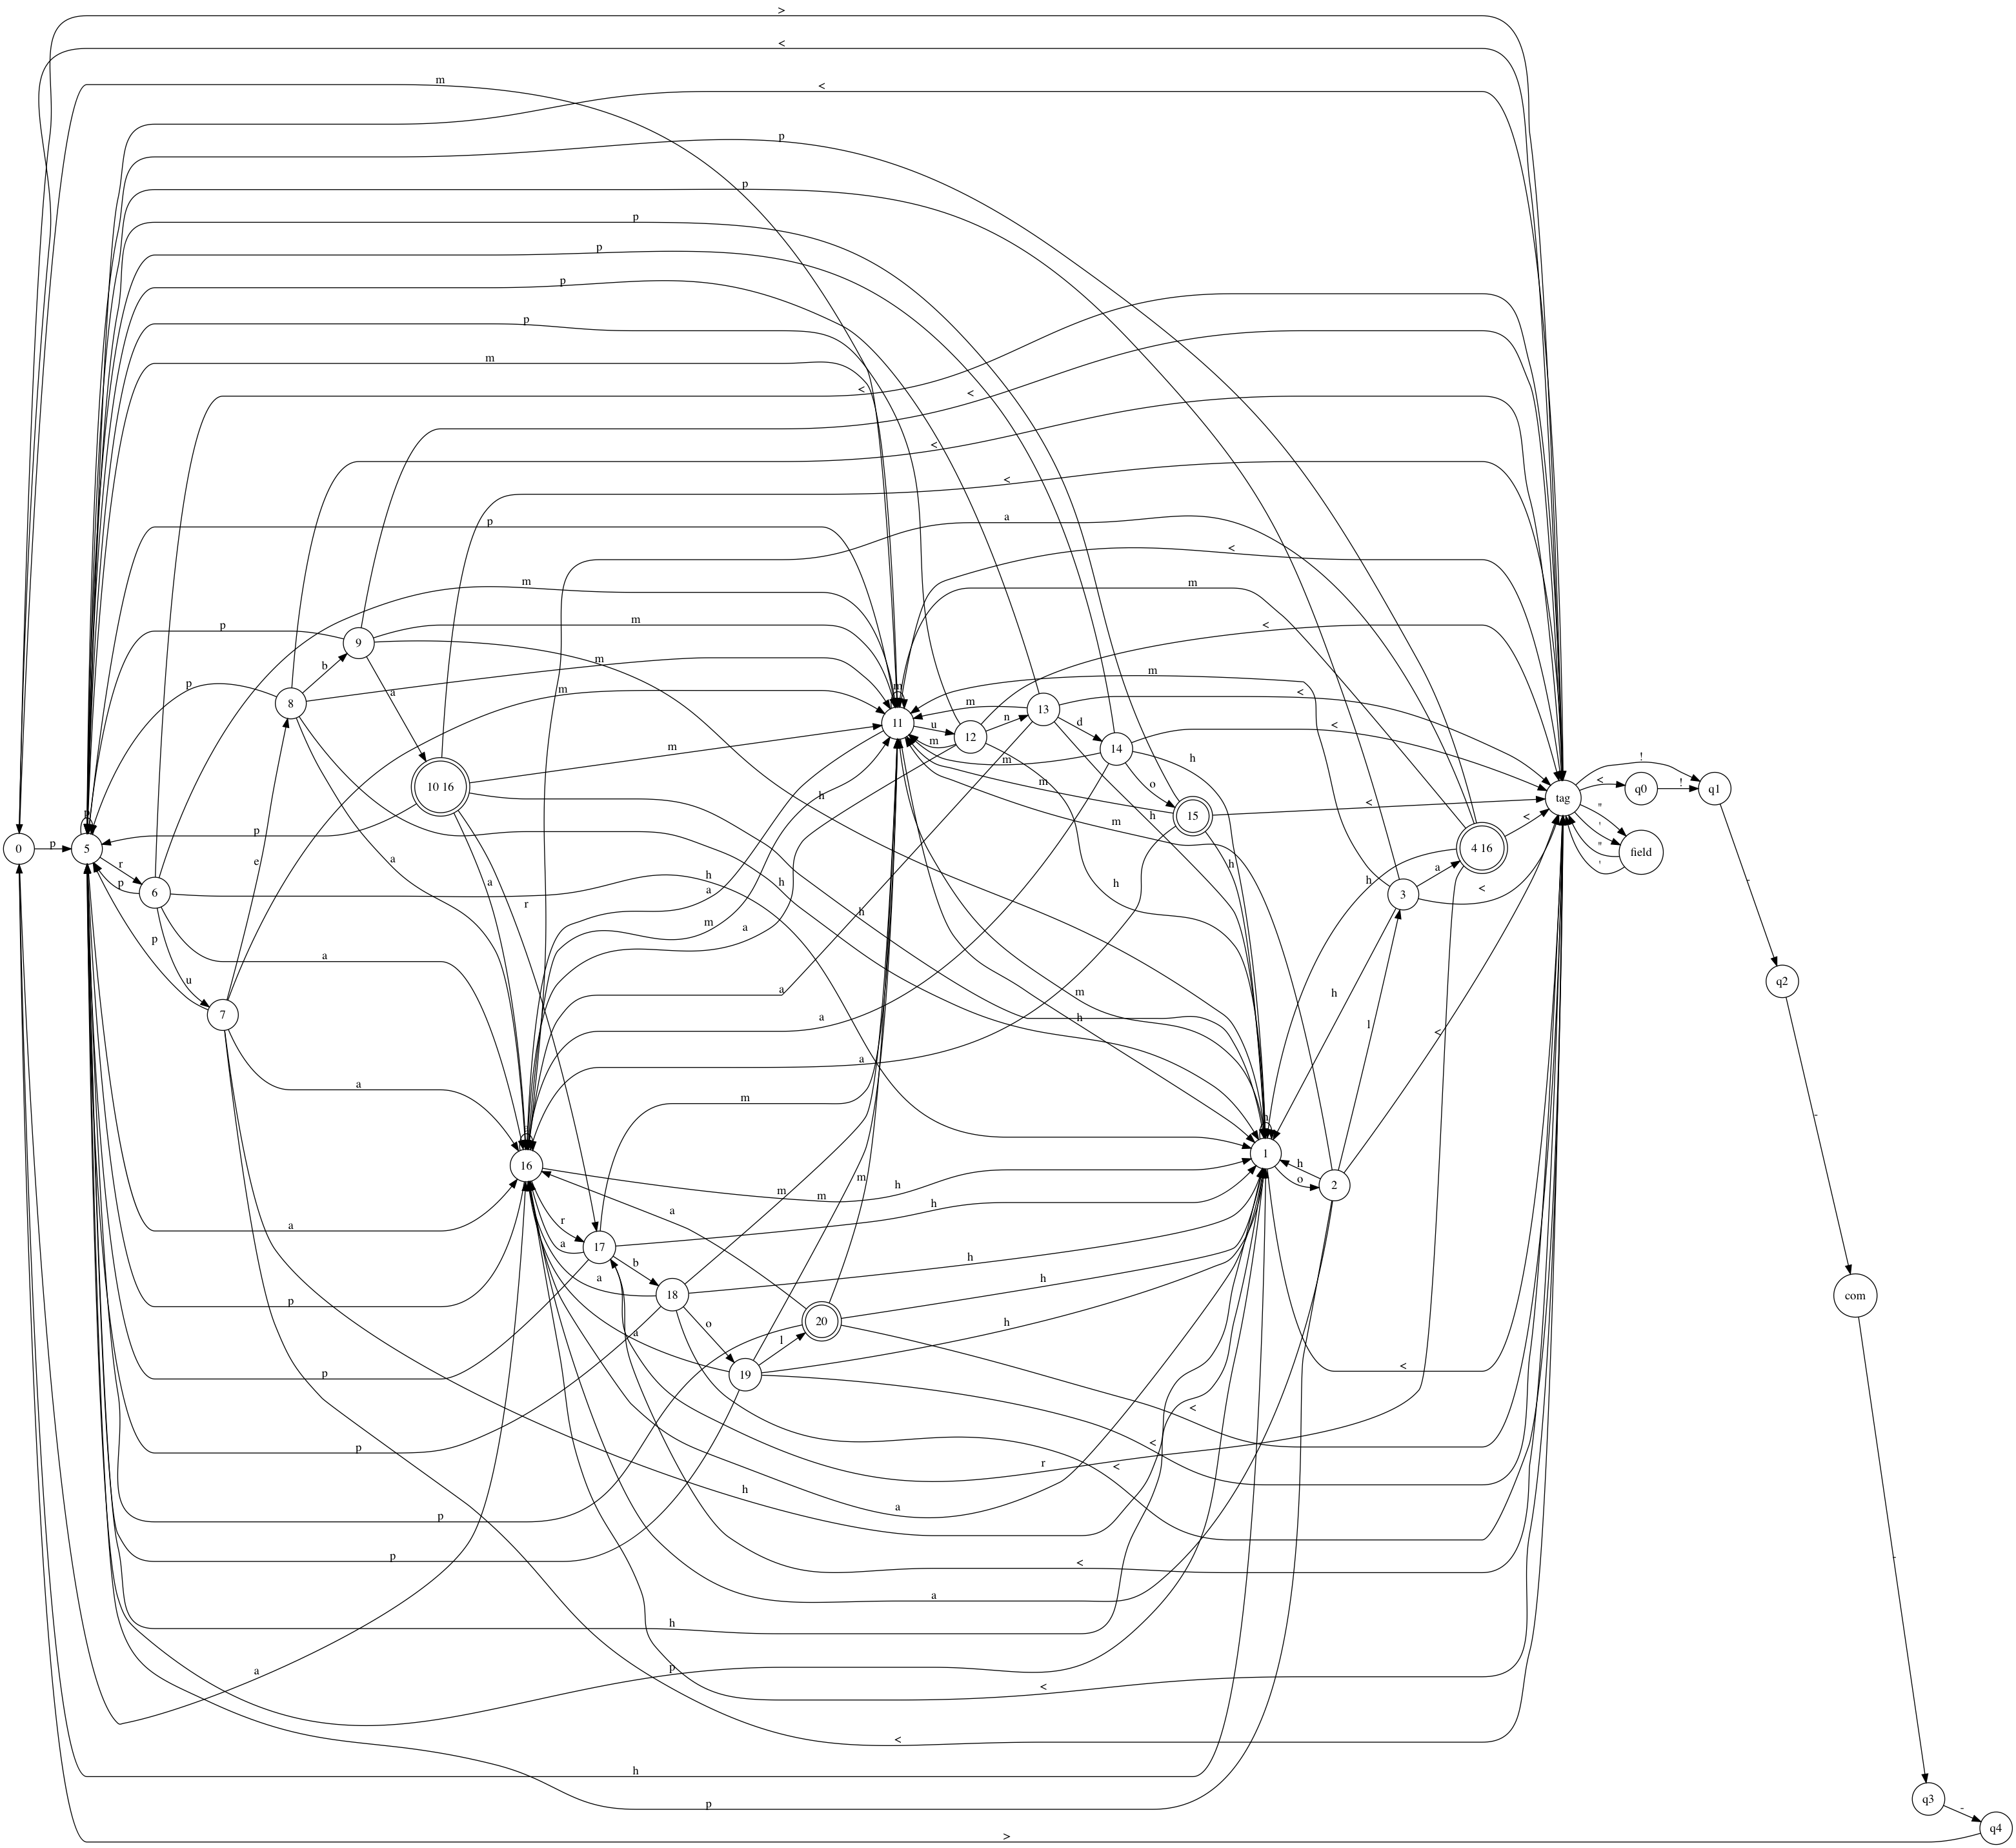 >
<
m
<
p
p
p
p
p
p
m
<
<
<
<
a
p
<
m
m
p
m
<
9
m
b
a
p
m
m
<
8
m
11
u
m
n
13
12
m
d
<
14
<
tag
!
<
q0
!
q1
10 16
m
h
o
m
15
<
"
'
"
'
field
h
m
<
4 16
0
p
5
p
r
6
p
e
a
h
h
3
a
<
p
u
7
a
r
h
m
a
a
h
h
h
a
a
m
h
h
l
<
q2
-
a
a
a
a
16
h
1
h
o
2
r
17
a
m
h
b
18
a
m
m
h
o
19
a
l
20
h
h
com
-
a
p
p
p
p
p
h
a
r
<
<
<
<
<
a
h
p
a
<
<
h
p
-
q3
-
q4
>